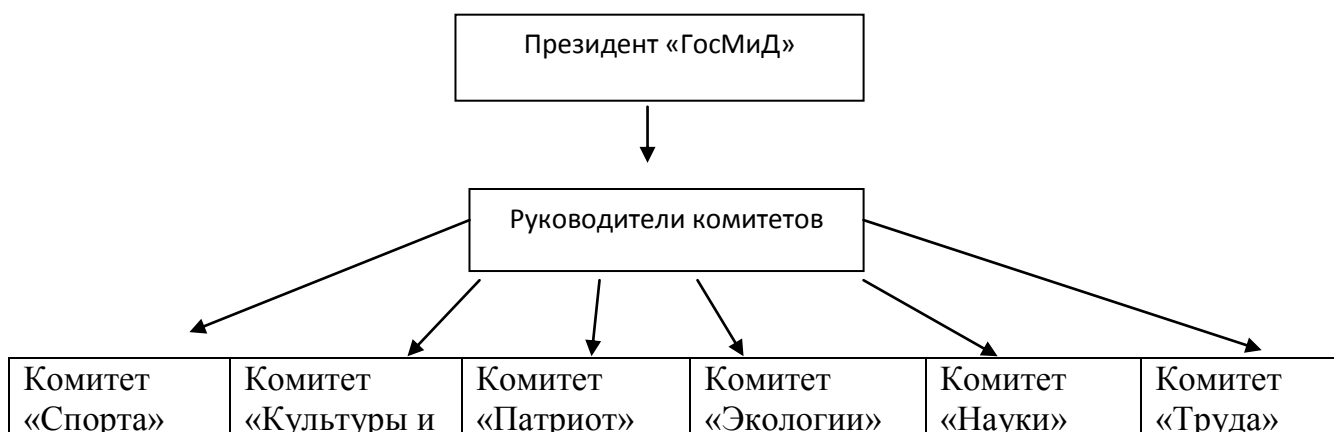 Президент «ГосМиД»
Руководители комитетов
Комитет «Спорта»
Комитет «Культуры и
Комитет «Патриот»
Комитет «Экологии»
Комитет «Науки»
Комитет «Труда»